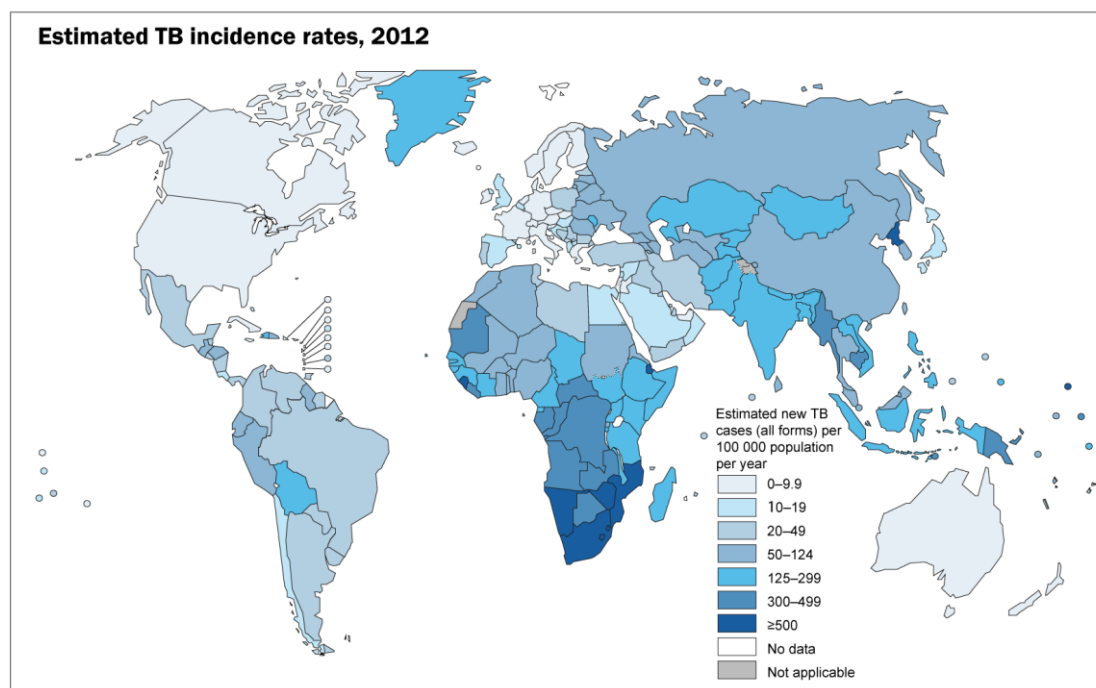 Estimated TB incidence rates, 2012
Estimated new TB
cases (all forms) per
100 000 population
per year
0–9.9
10–19
20–49
50–124
125–299
300–499
≥500
No data
Not applicable